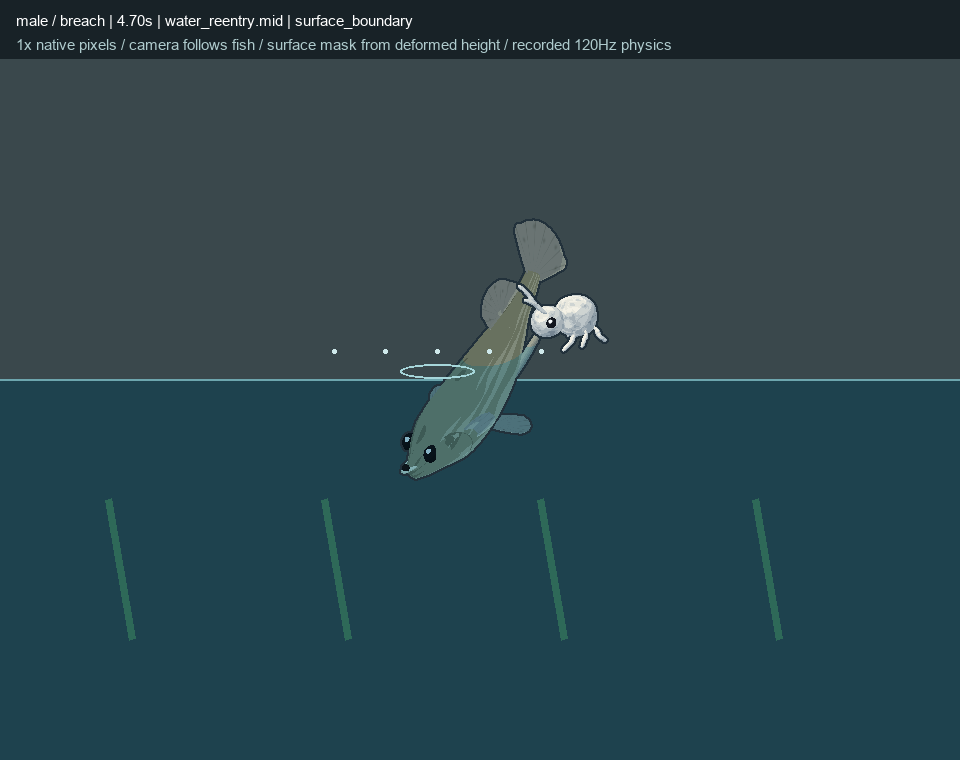 male / breach | 4.70s | water_reentry.mid | surface_boundary
1x native pixels / camera follows fish / surface mask from deformed height / recorded 120Hz physics